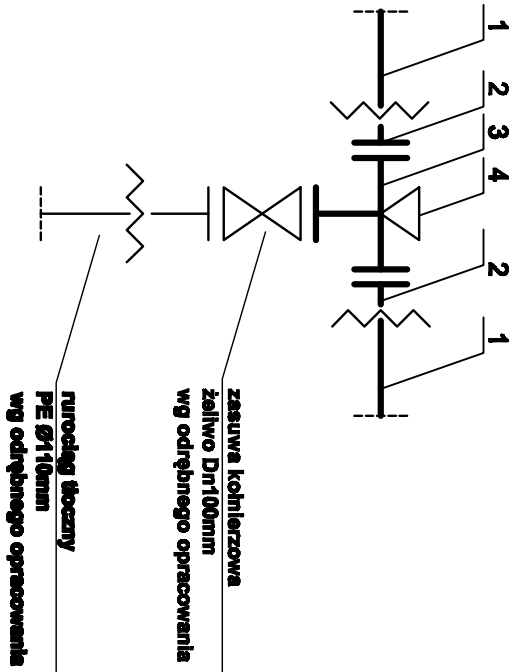 1
2
3
4
2
1
zasuwa kołnierzowa
żeliwo Dn100mm
wg odrębnego opracowania
rurociąg tłoczny
PE Ø110mm
wg odrębnego opracowania